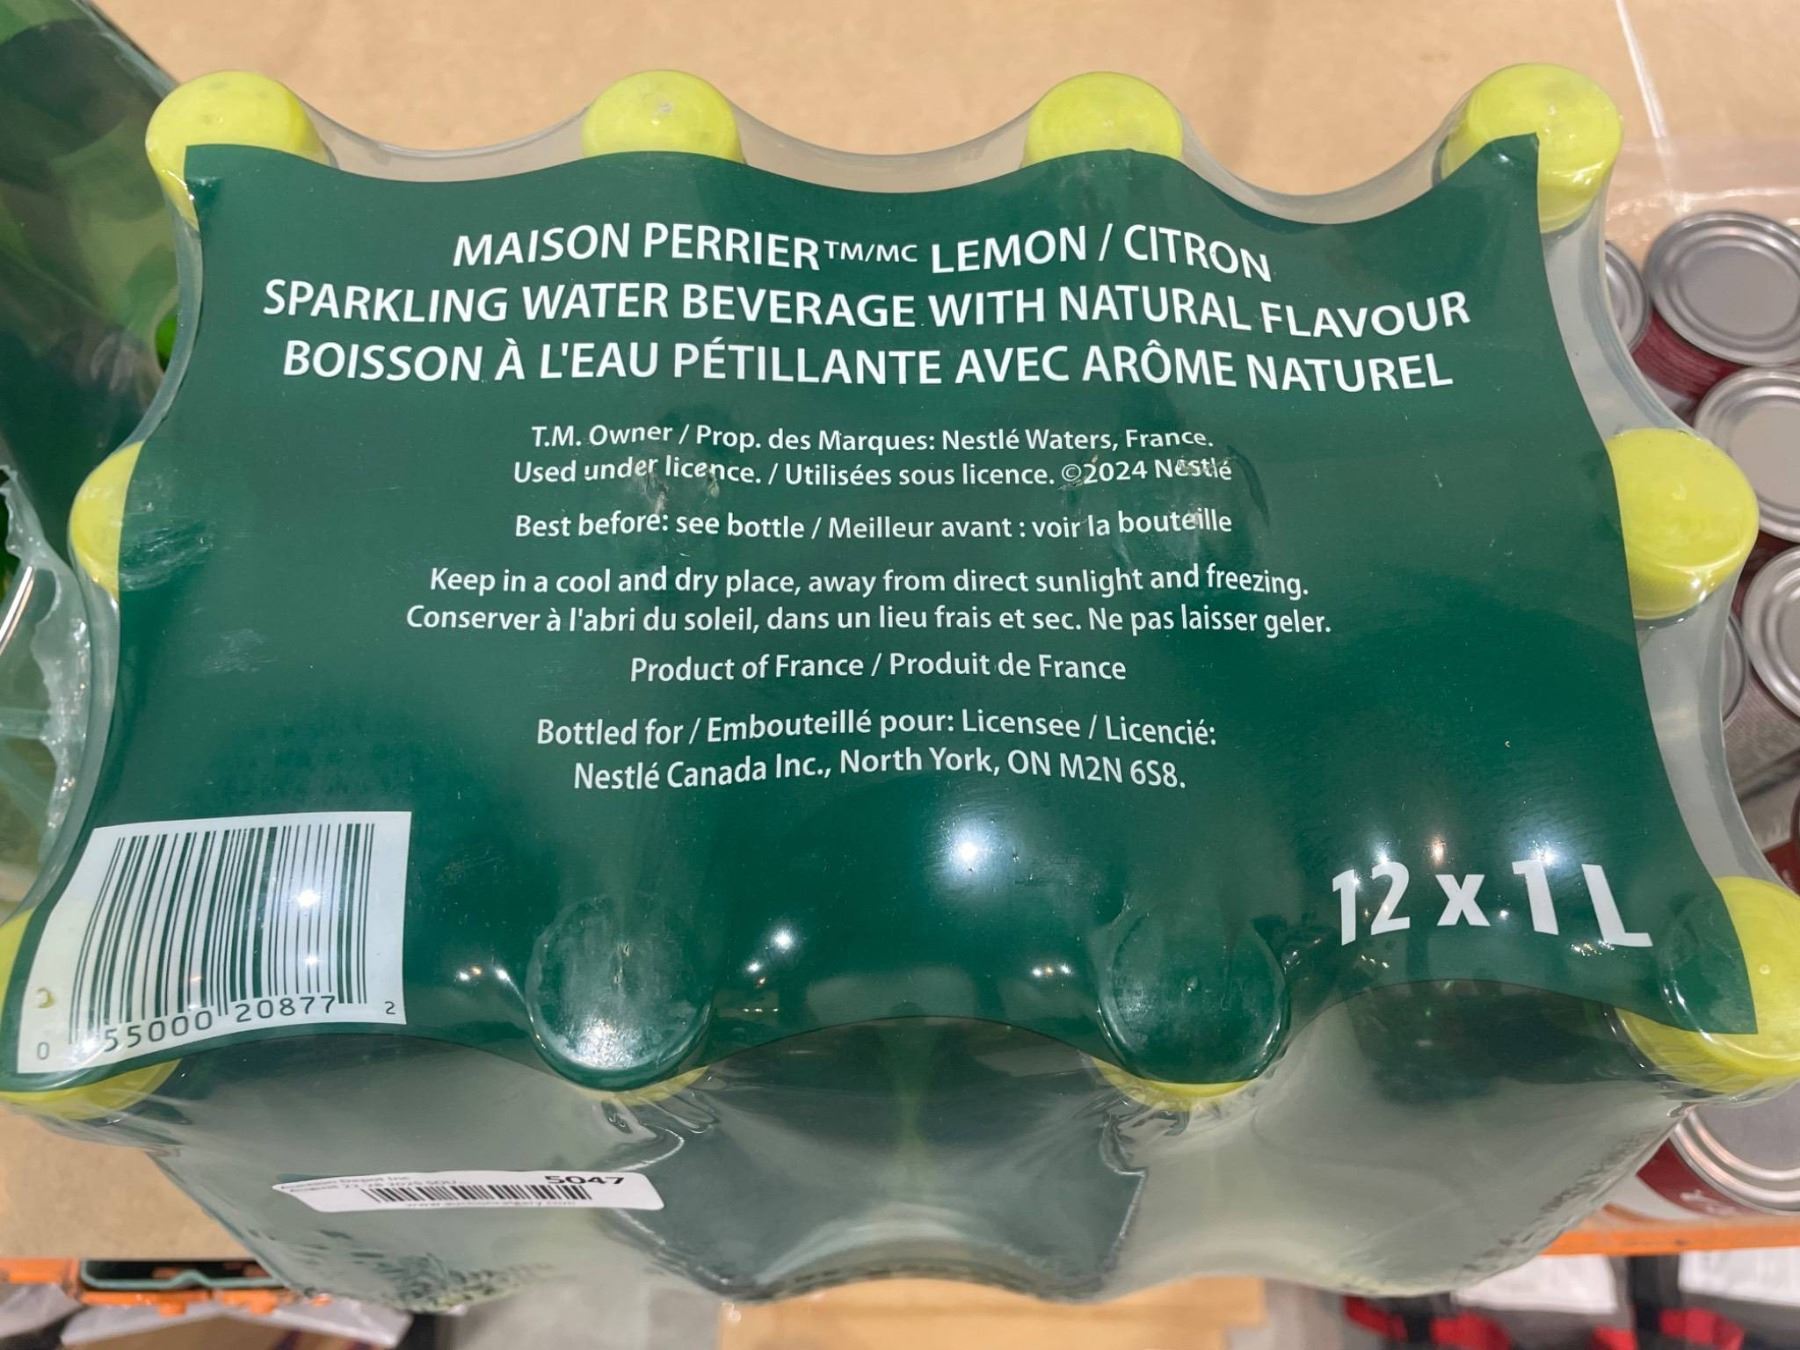 MAISON PERRIER™/MC LEMON / CITRON
SPARKLING WATER BEVERAGE WITH NATURAL FLAVOUR
BOISSON À L'EAU PÉTILLANTE AVEC ARÔME NATUREL
T.M. Owner / Prop. des Marques: Nestlé Waters, France.
Used under licence. / Utilisées sous licence. ©2024 Nestlé
Best before: see bottle / Meilleur avant : voir la bouteille
Keep in a cool and dry place, away from direct sunlight and freezing.
Conserver à l'abri du soleil, dans un lieu frais et sec. Ne pas laisser geler.
Product of France / Produit de France
Bottled for / Embouteillé pour: Licensee / Licencié:
Nestlé Canada Inc., North York, ON M2N 6S8.
12 x 1 L
0 55000 20877 2
5047